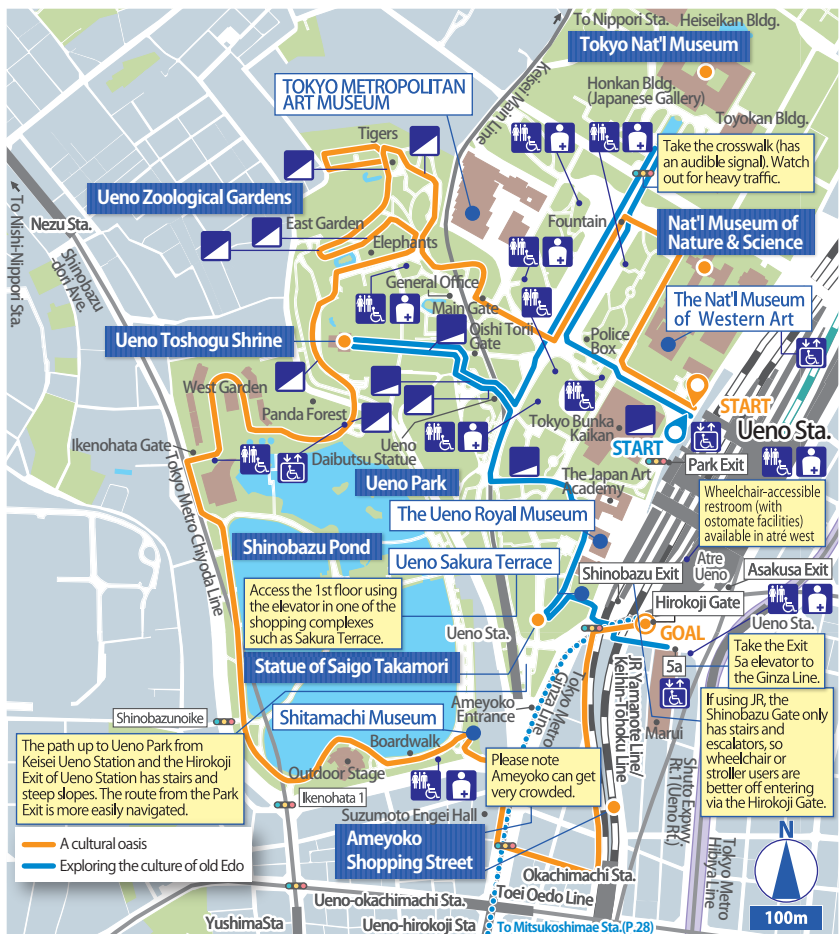 To Nippori Sta.
Heiseikan Bldg.
Tokyo Nat'l Museum
Keisei Main Line
Honkan Bldg.
(Japanese Gallery)
Toyokan Bldg.
TOKYO METROPOLITAN
ART MUSEUM
Tigers
Take the crosswalk (has
an audible signal). Watch
out for heavy traffic.
Ueno Zoological Gardens
To Nishi-Nippori Sta.
Nezu Sta.
Shinobazu
-dori Ave.
East Garden
Elephants
Fountain
Nat'l Museum of
Nature & Science
General Office
Main Gate
The Nat'l Museum
of Western Art
Oishi Torii
Gate
Ueno Toshogu Shrine
Police
Box
West Garden
Panda Forest
START
START
Ueno Sta.
Tokyo Bunka
Kaikan
Ikenohata Gate
Ueno
Daibutsu Statue
Park Exit
Ueno Park
The Japan Art
Academy
Wheelchair-accessible
restroom (with
ostomate facilities)
available in atré west
Tokyo Metro Chiyoda Line
The Ueno Royal Museum
Shinobazu Pond
Ueno Sakura Terrace
Shinobazu Exit
Atre
Ueno
Asakusa Exit
Access the 1st floor using
the elevator in one of the
shopping complexes
such as Sakura Terrace.
Hirokoji Gate
GOAL
Ueno Sta.
Ueno Sta.
Statue of Saigo Takamori
5a
Take the Exit
5a elevator to
the Ginza Line.
Tokyo Metro
Ginza Line
JR Yamanote Line/
Keihin-Tohoku Line
Ameyoko
Entrance
Shinobazunoike
Shitamachi Museum
Marui
If using JR, the
Shinobazu Gate only
has stairs and
escalators, so
wheelchair or
stroller users are
better off entering
via the Hirokoji Gate.
The path up to Ueno Park from
Keisei Ueno Station and the Hirokoji
Exit of Ueno Station has stairs and
steep slopes. The route from the Park
Exit is more easily navigated.
Boardwalk
Outdoor Stage
Please note
Ameyoko can get
very crowded.
Shuto Expwy.
Rt.1(Ueno Rt.)
Ikenohata 1
Suzumoto Engei Hall
Ameyoko
Shopping Street
Tokyo Metro
Hibiya Line
N
100m
A cultural oasis
Exploring the culture of old Edo
Okachimachi Sta.
Toei Oedo Line
Ueno-okachimachi Sta.
YushimaSta
Ueno-hirokoji Sta
To Mitsukoshimae Sta.(P.28)